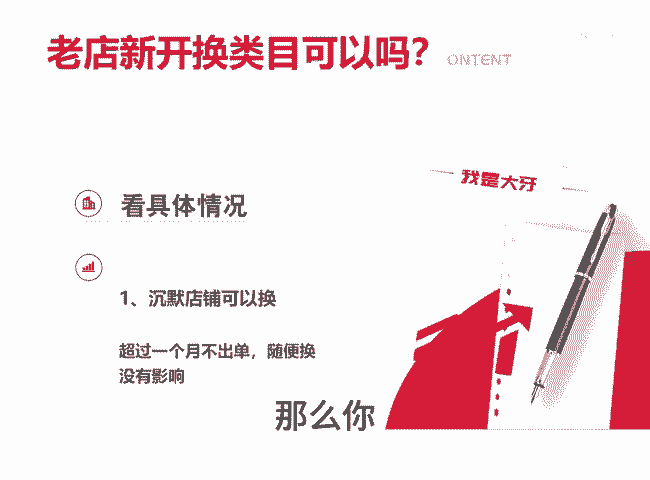 老店新开换类目可以吗？
ONTENT
我是大牙
看具体情况
1、沉默店铺可以换
超过一个月不出单，随便换
没有影响
那么你